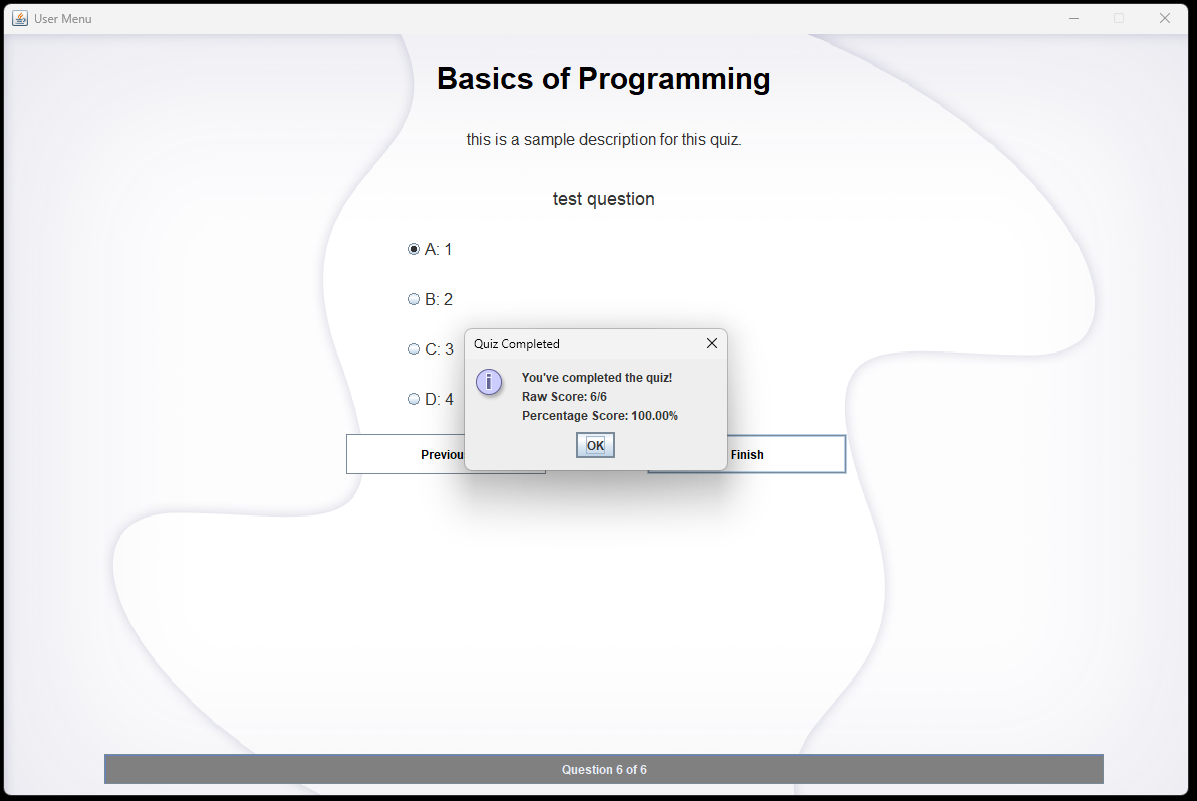 User Menu
Basics of Programming
this is a sample description for this quiz.
test question
A: 1
B: 2
C: 3
D: 4
Quiz Completed
You've completed the quiz!
Raw Score: 6/6
Percentage Score: 100.00%
OK
Previou
Finish
Question 6 of 6